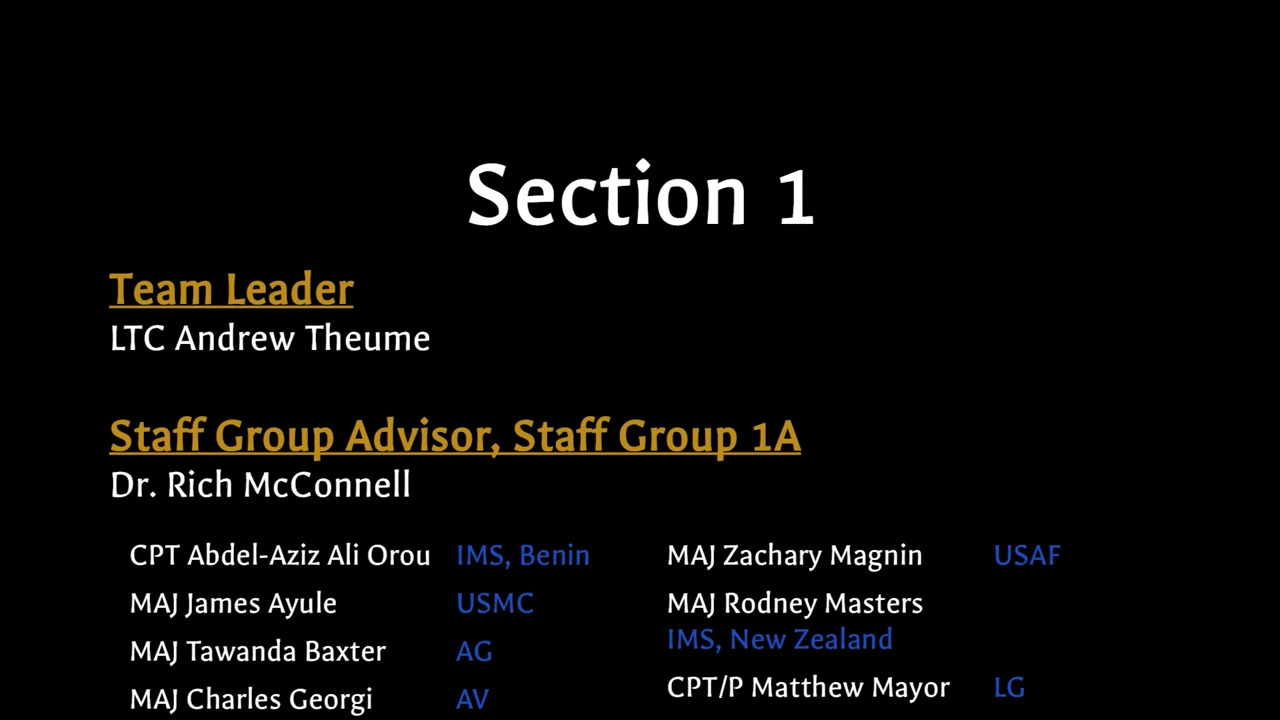 Section 1
Team Leader
LTC Andrew Theume
Staff Group Advisor, Staff Group 1A
Dr. Rich McConnell
CPT Abdel-Aziz Ali Orou IMS, Benin
MAJ James Ayule USMC
MAJ Tawanda Baxter AG
MAJ Charles Georgi AV
MAJ Zachary Magnin USAF
MAJ Rodney Masters
IMS, New Zealand
CPT/P Matthew Mayor LG